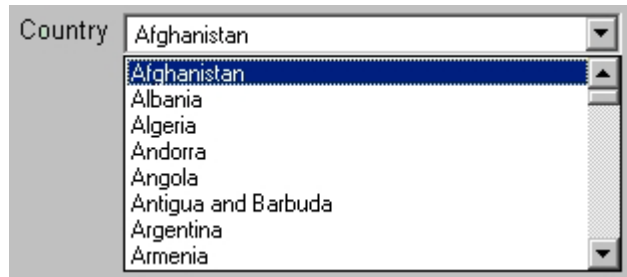 Country Afghanistan
Afghanistan
Albania
Algeria
Andorra
Angola
Antigua and Barbuda
Argentina
Armenia